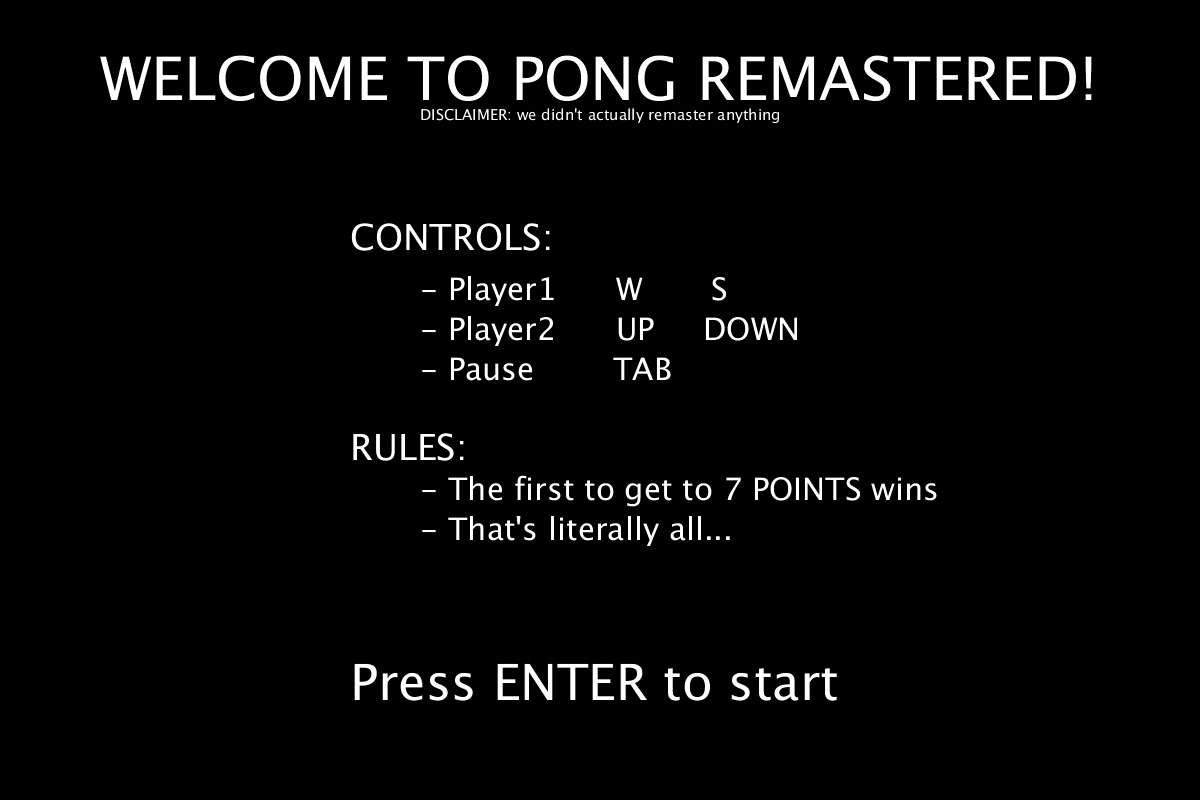 WELCOME TO PONG REMASTERED!
DISCLAIMER: we didn't actually remaster anything
CONTROLS:
– Player1 W S
– Player2 UP DOWN
– Pause TAB
RULES:
– The first to get to 7 POINTS wins
– That's literally all...
Press ENTER to start